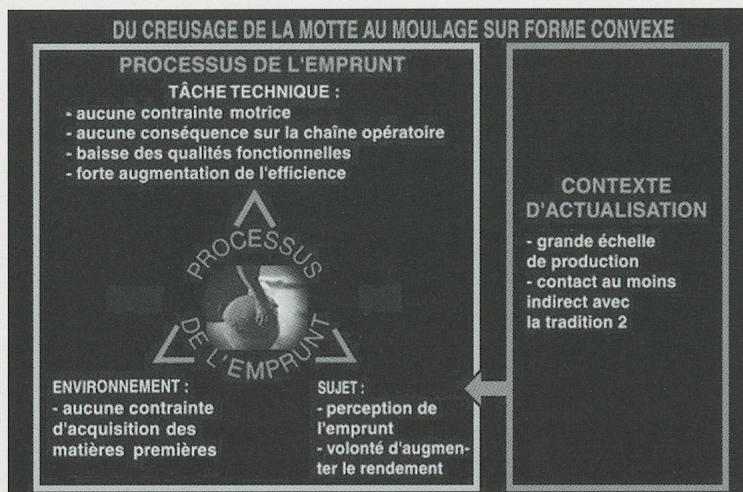 DU CREUSAGE DE LA MOTTE AU MOULAGE SUR FORME CONVEXE
PROCESSUS DE L'EMPRUNT
TÂCHE TECHNIQUE :
- aucune contrainte motrice
- aucune conséquence sur la chaîne opératoire
- baisse des qualités fonctionnelles
- forte augmentation de l'efficience
PROCESSUS
DE L'EMPRUNT
ENVIRONNEMENT :
- aucune contrainte
d'acquisition des
matières premières
SUJET :
- perception de
l'emprunt
- volonté d'augmen-
ter le rendement
CONTEXTE
D'ACTUALISATION
- grande échelle
de production
- contact au moins
indirect avec
la tradition 2